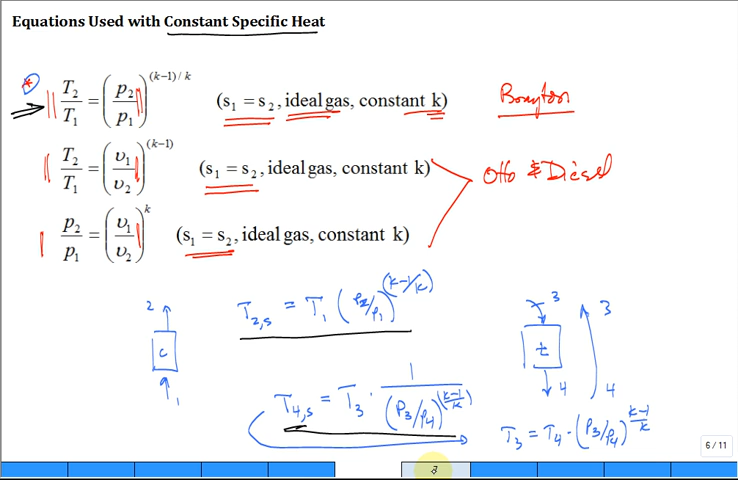 Equations Used with Constant Specific Heat
* T₂/T₁ = (p₂/p₁)^(k−1)/k (s₁ = s₂, ideal gas, constant k) Brayton
T₂/T₁ = (υ₁/υ₂)^(k−1) (s₁ = s₂, ideal gas, constant k) Otto & Diesel
p₂/p₁ = (υ₁/υ₂)^k (s₁ = s₂, ideal gas, constant k)
2 c 1
T₂,s = T₁ (P₂/P₁)^(k−1/k)
3 t 4
3 4
T₄,s = T₃ · 1/(P₃/P₄)^(k−1/k)
T₃ = T₄ · (P₃/P₄)^k−1/k
6 / 11